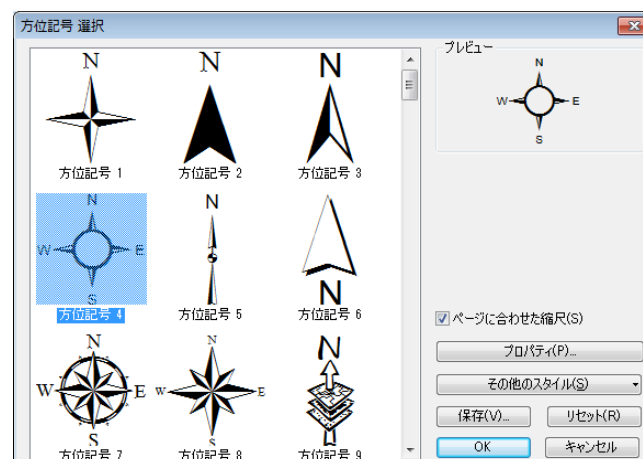 方位記号 選択
N N N
方位記号 1 方位記号 2 方位記号 3
N
W E
S
方位記号 4
N
方位記号 5
N
方位記号 6
N
W E
S
方位記号 7
N
W E
S
方位記号 8
N
方位記号 9
プレビュー
N
W E
S
ページに合わせた縮尺(S)
プロパティ(P)...
その他のスタイル(S)
保存(V)... リセット(R)
OK キャンセル